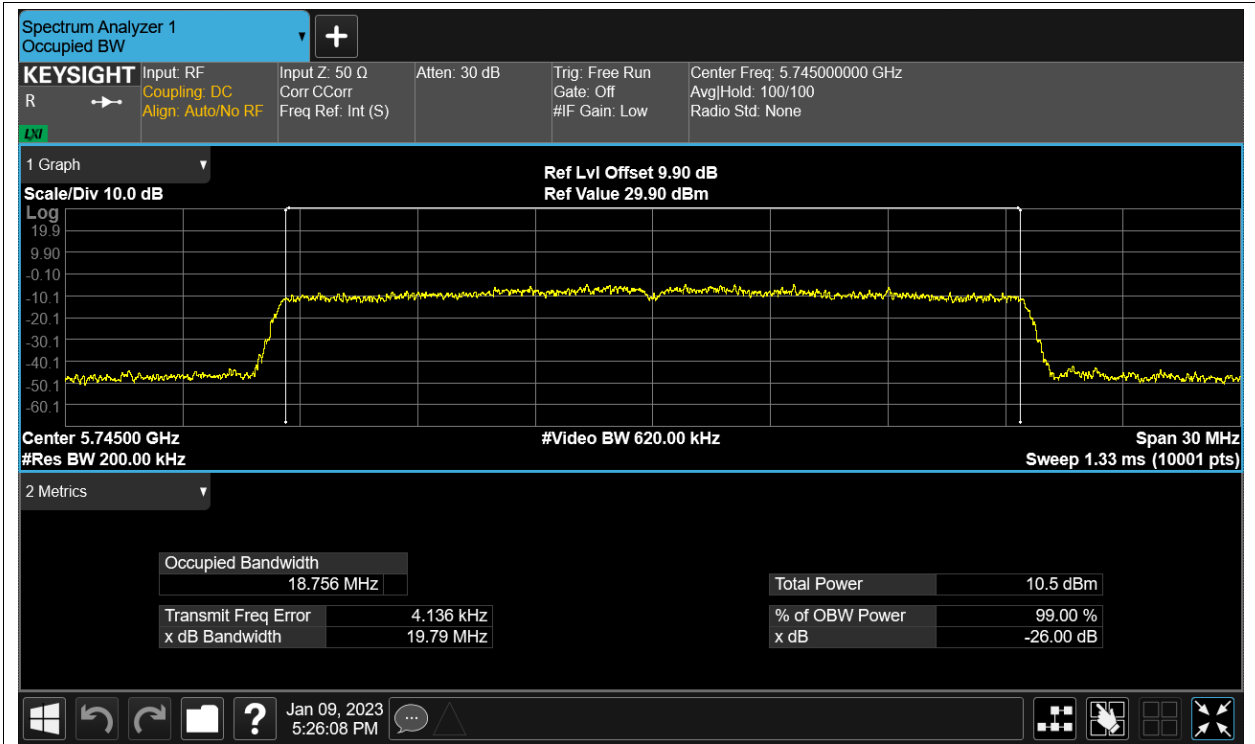 Spectrum Analyzer 1
Occupied BW
KEYSIGHT
R
LXI
Input: RF
Coupling: DC
Align: Auto/No RF
Input Z: 50 Ω
Corr CCorr
Freq Ref: Int (S)
Atten: 30 dB
Trig: Free Run
Gate: Off
#IF Gain: Low
Center Freq: 5.745000000 GHz
Avg|Hold: 100/100
Radio Std: None
1 Graph
Scale/Div 10.0 dB
Ref Lvl Offset 9.90 dB
Ref Value 29.90 dBm
Log
19.9
9.90
-0.10
-10.1
-20.1
-30.1
-40.1
-50.1
-60.1
Center 5.74500 GHz
#Video BW 620.00 kHz
Span 30 MHz
#Res BW 200.00 kHz
Sweep 1.33 ms (10001 pts)
2 Metrics
Occupied Bandwidth
18.756 MHz
Transmit Freq Error 4.136 kHz
x dB Bandwidth 19.79 MHz
Total Power 10.5 dBm
% of OBW Power 99.00 %
x dB -26.00 dB
?
Jan 09, 2023
5:26:08 PM